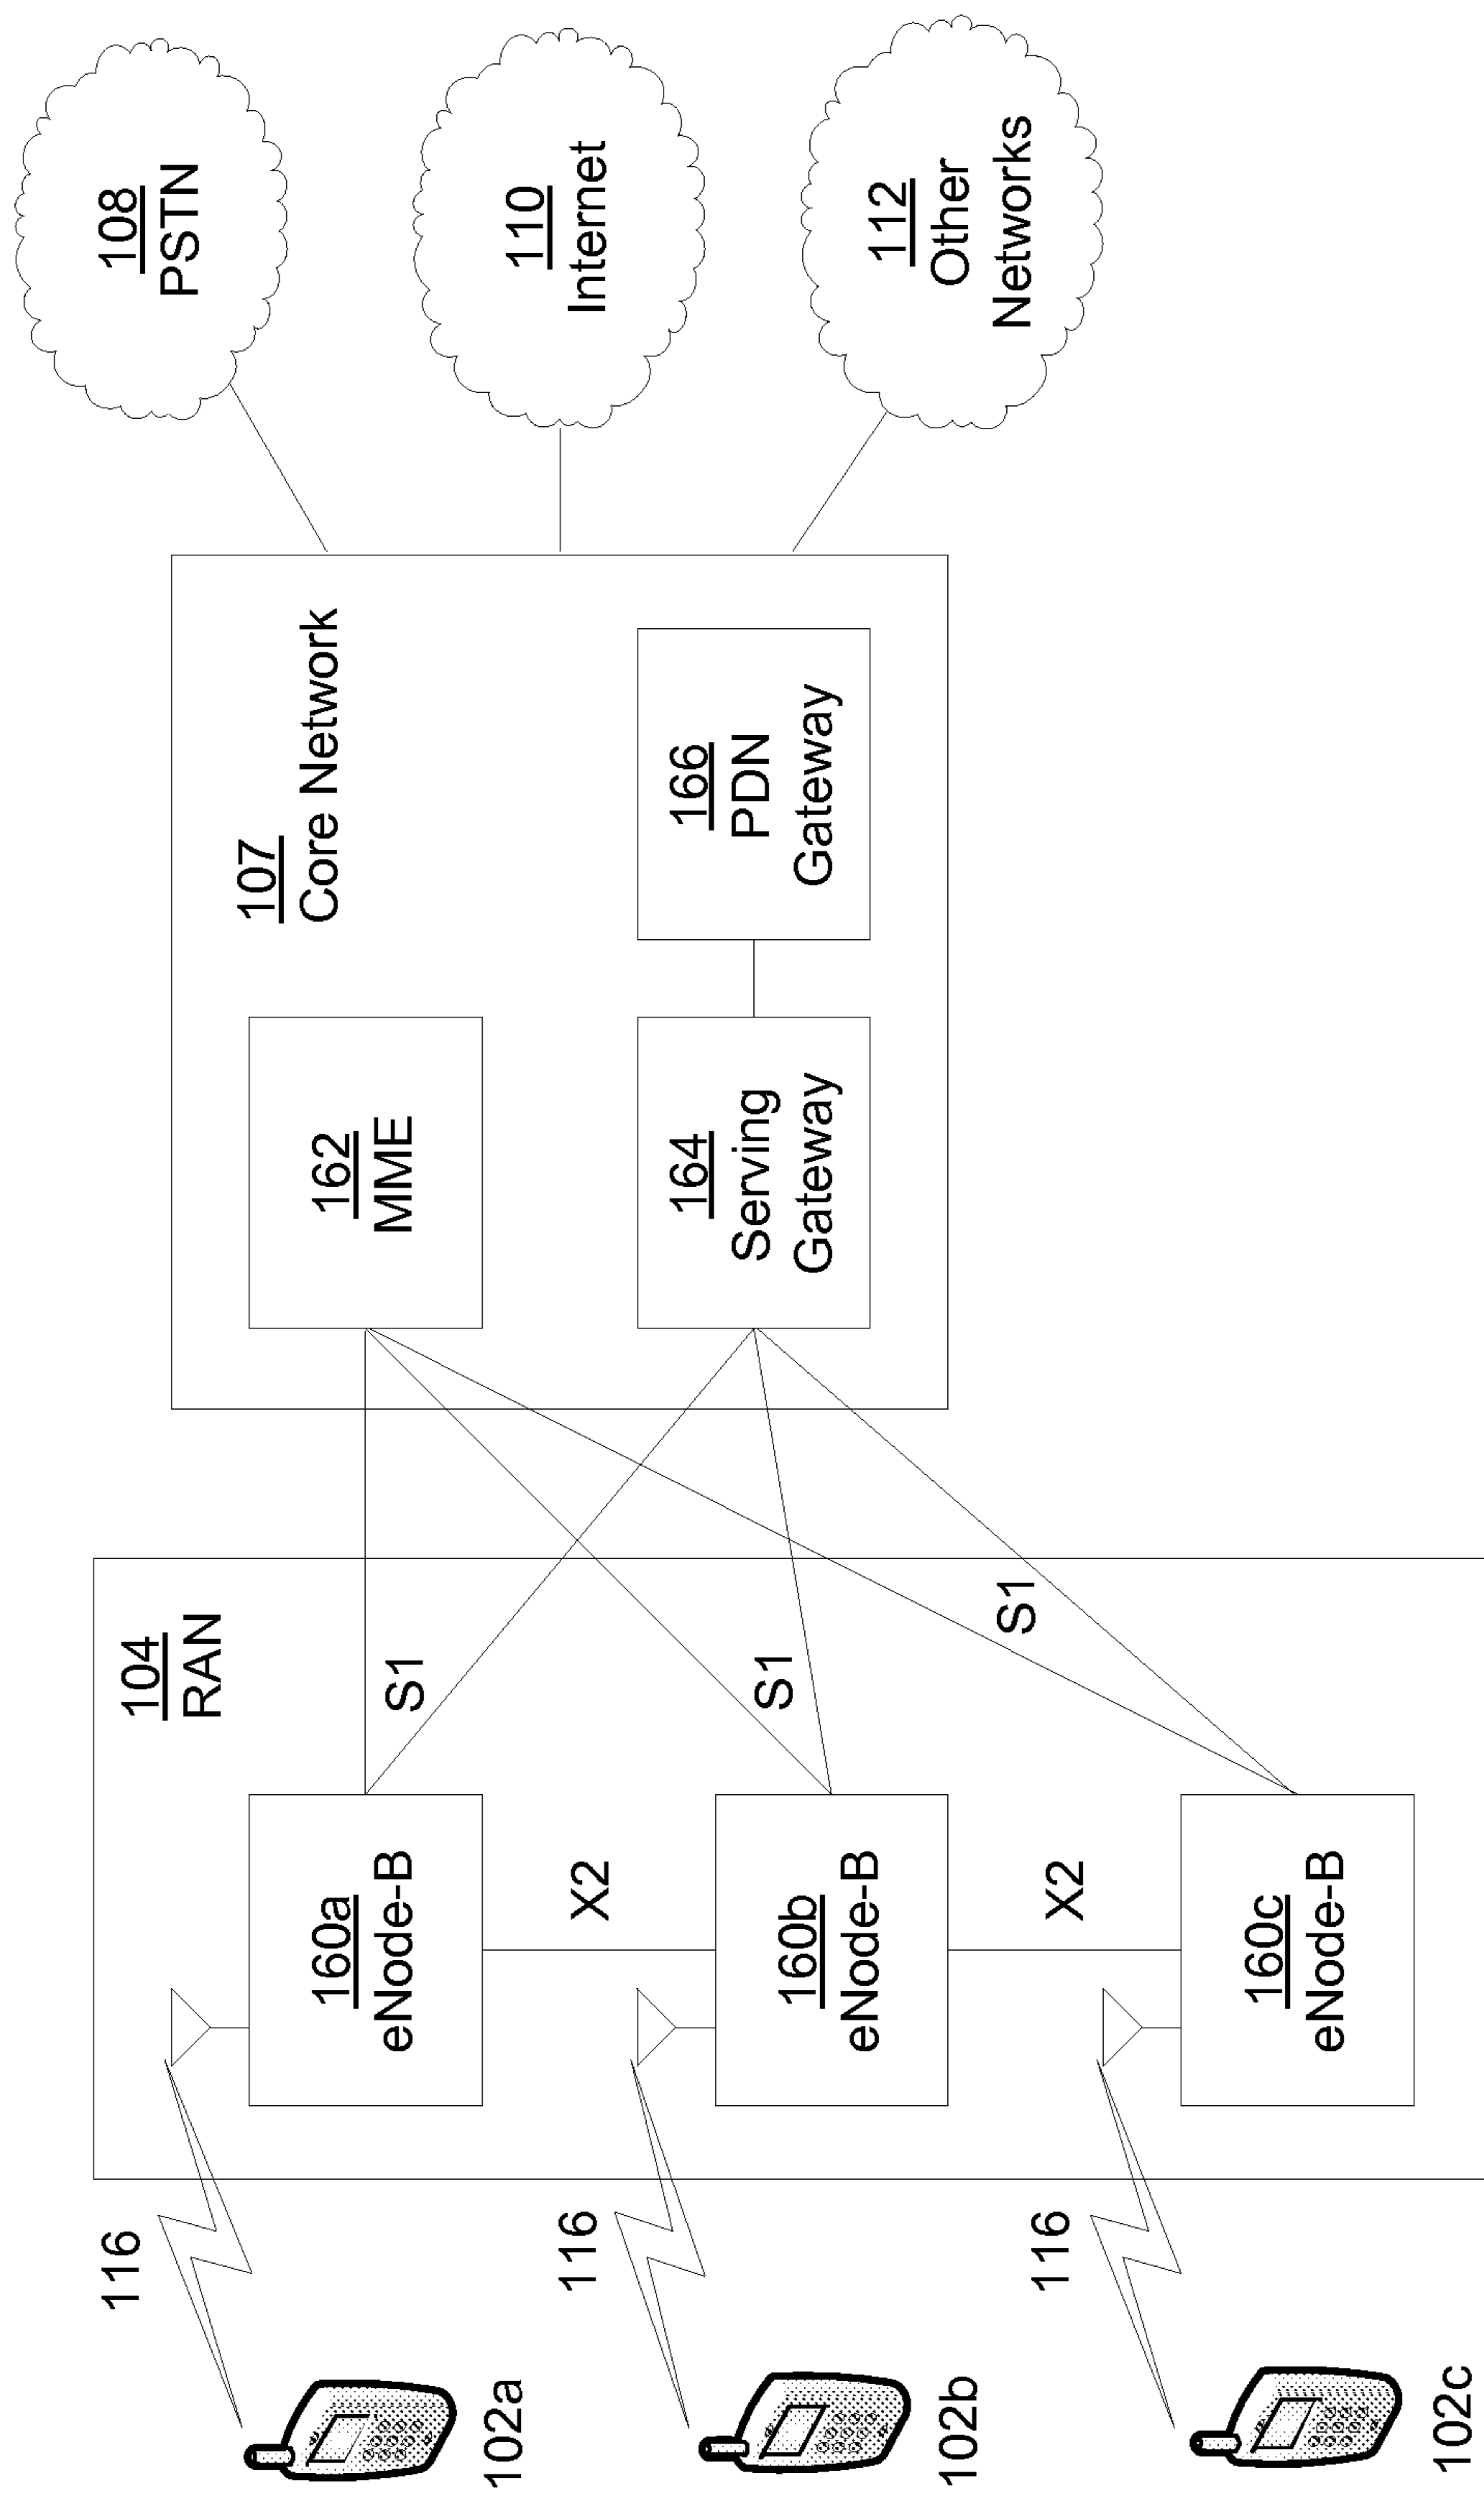 116
104
RAN
107
Core Network
108
PSTN
102a
160a
eNode-B
S1
162
MME
X2
110
Internet
116
102b
160b
eNode-B
S1
164
Serving
Gateway
166
PDN
Gateway
112
Other
Networks
X2
S1
116
102c
160c
eNode-B